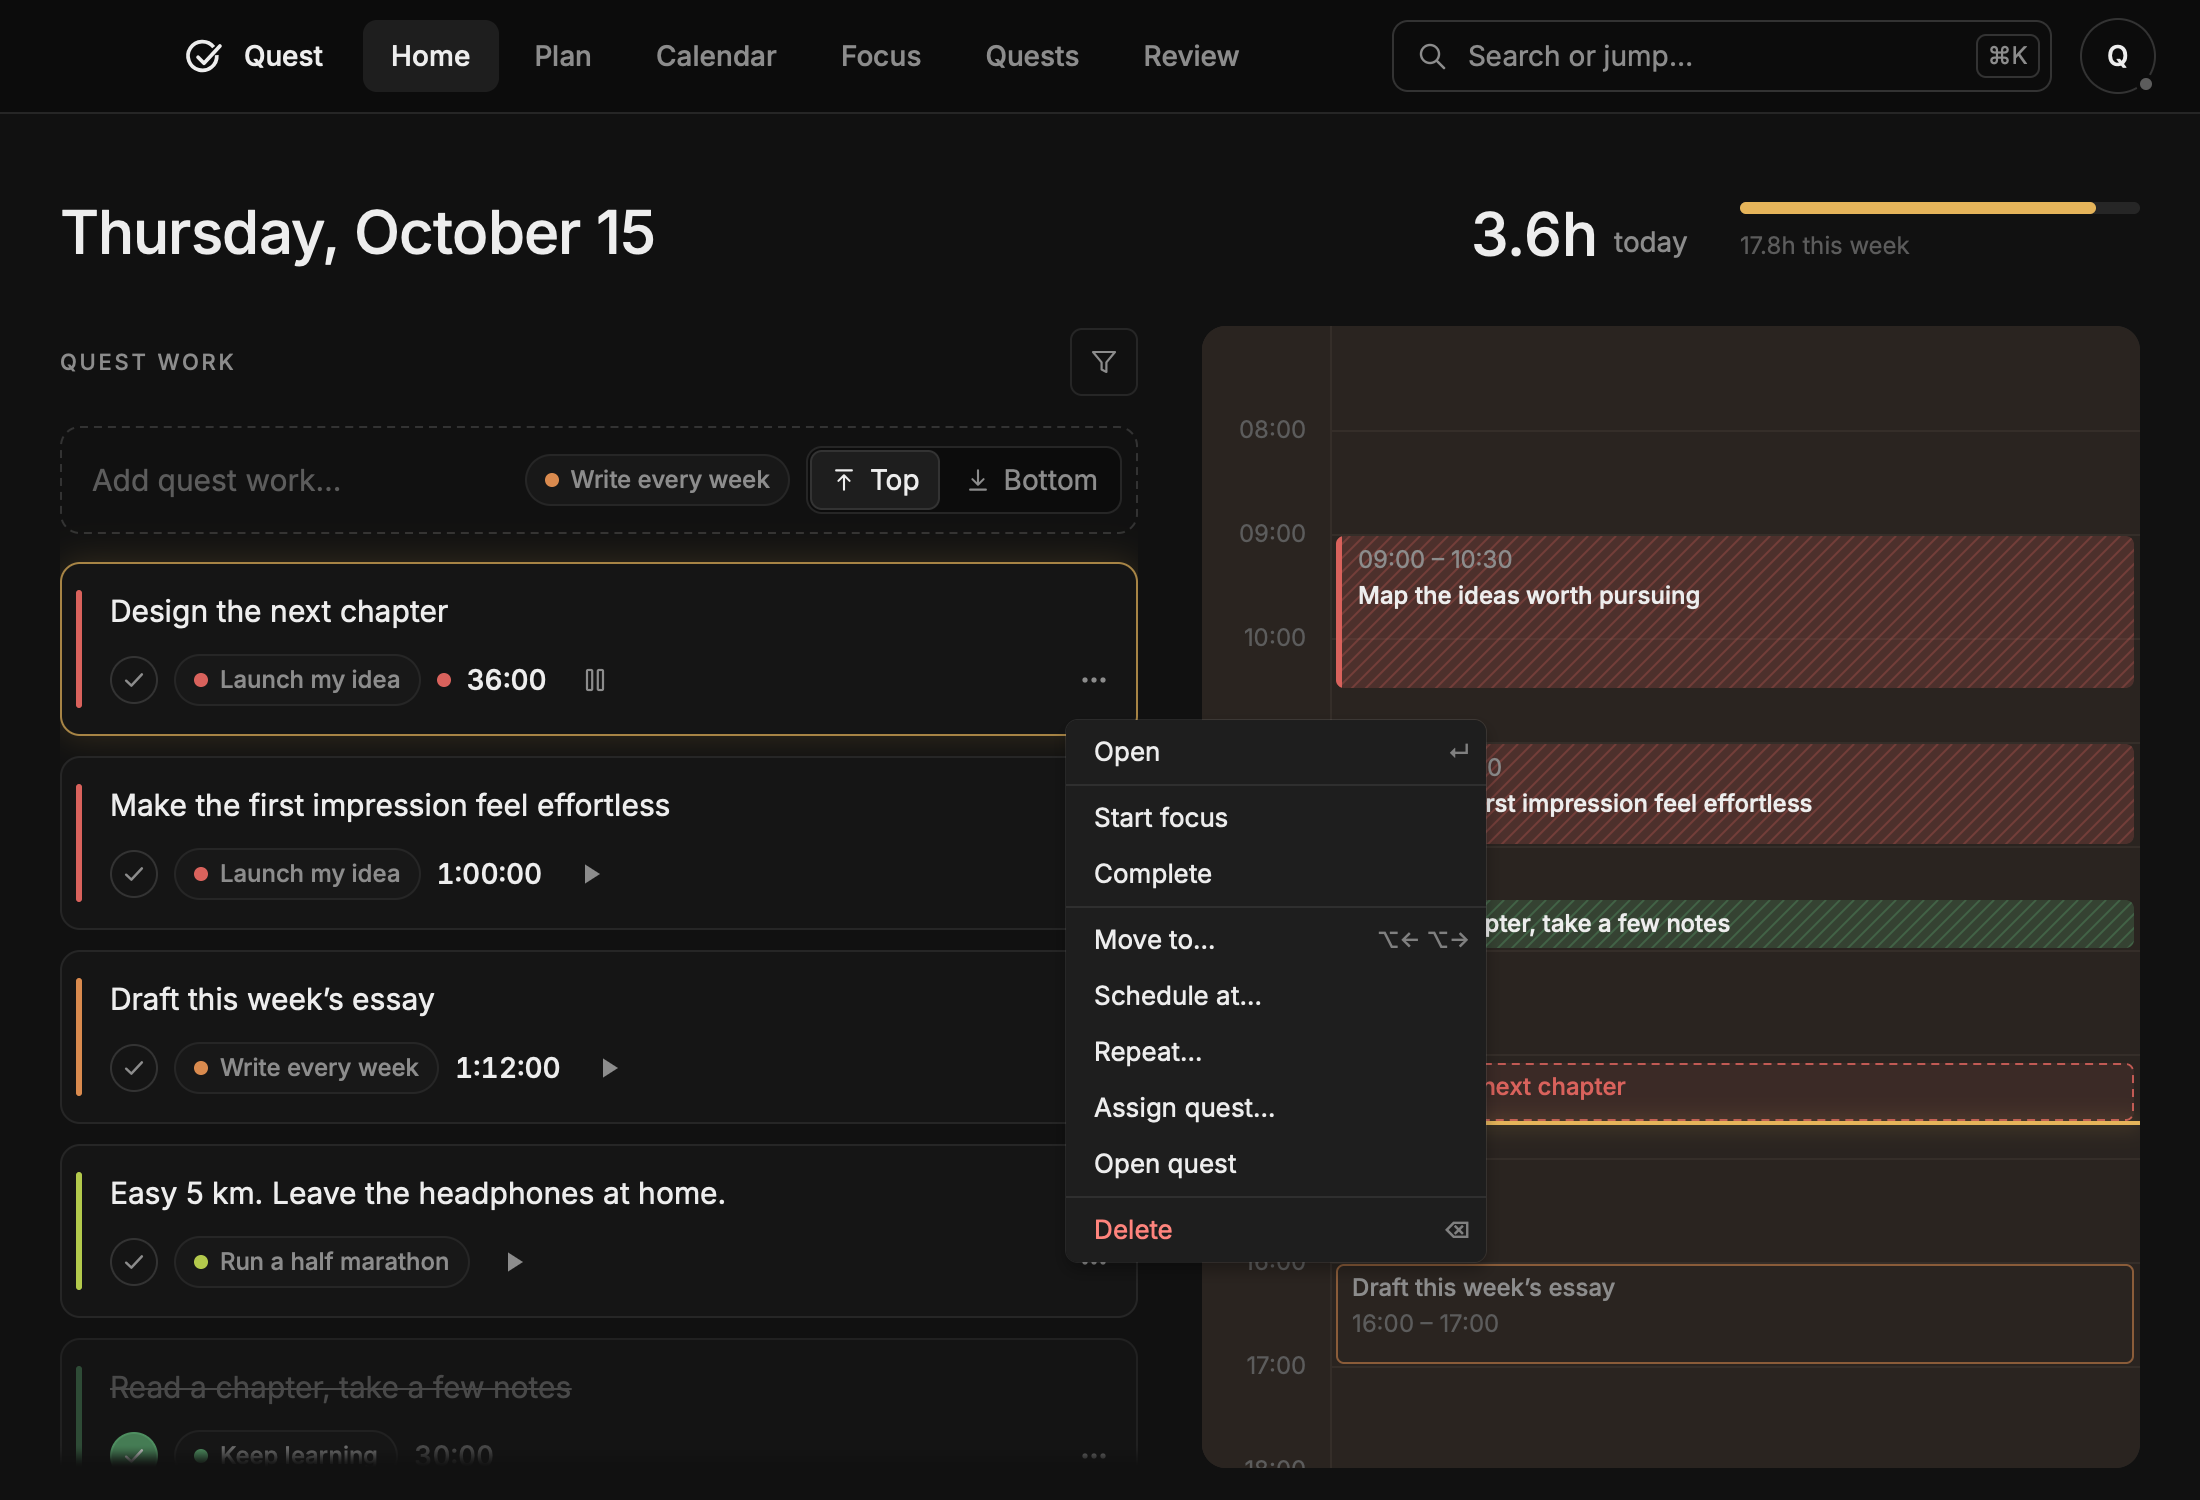 Quest
Home
Plan
Calendar
Focus
Quests
Review
Search or jump...
⌘K
Q
Thursday, October 15
3.6h today
17.8h this week
QUEST WORK
Add quest work...
Write every week
Top
Bottom
Design the next chapter
Launch my idea
36:00
Make the first impression feel effortless
Launch my idea
1:00:00
Draft this week’s essay
Write every week
1:12:00
Easy 5 km. Leave the headphones at home.
Run a half marathon
Read a chapter, take a few notes
Keep learning
30:00
Open
Start focus
Complete
Move to...
⌥← ⌥→
Schedule at...
Repeat...
Assign quest...
Open quest
Delete
08:00
09:00
09:00 – 10:30
Map the ideas worth pursuing
10:00
0
rst impression feel effortless
pter, take a few notes
next chapter
16:00
Draft this week’s essay
16:00 – 17:00
17:00
18:00